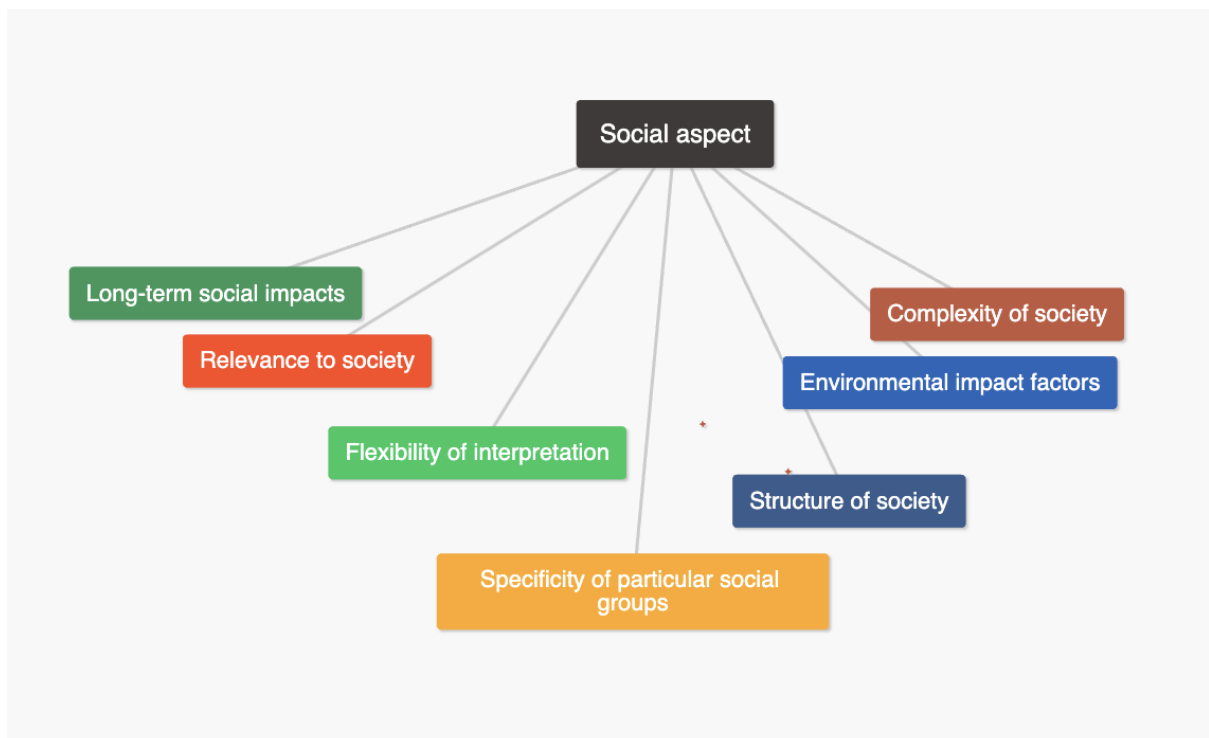 Social aspect
Long-term social impacts
Complexity of society
Relevance to society
Environmental impact factors
Flexibility of interpretation
Structure of society
Specificity of particular social
groups